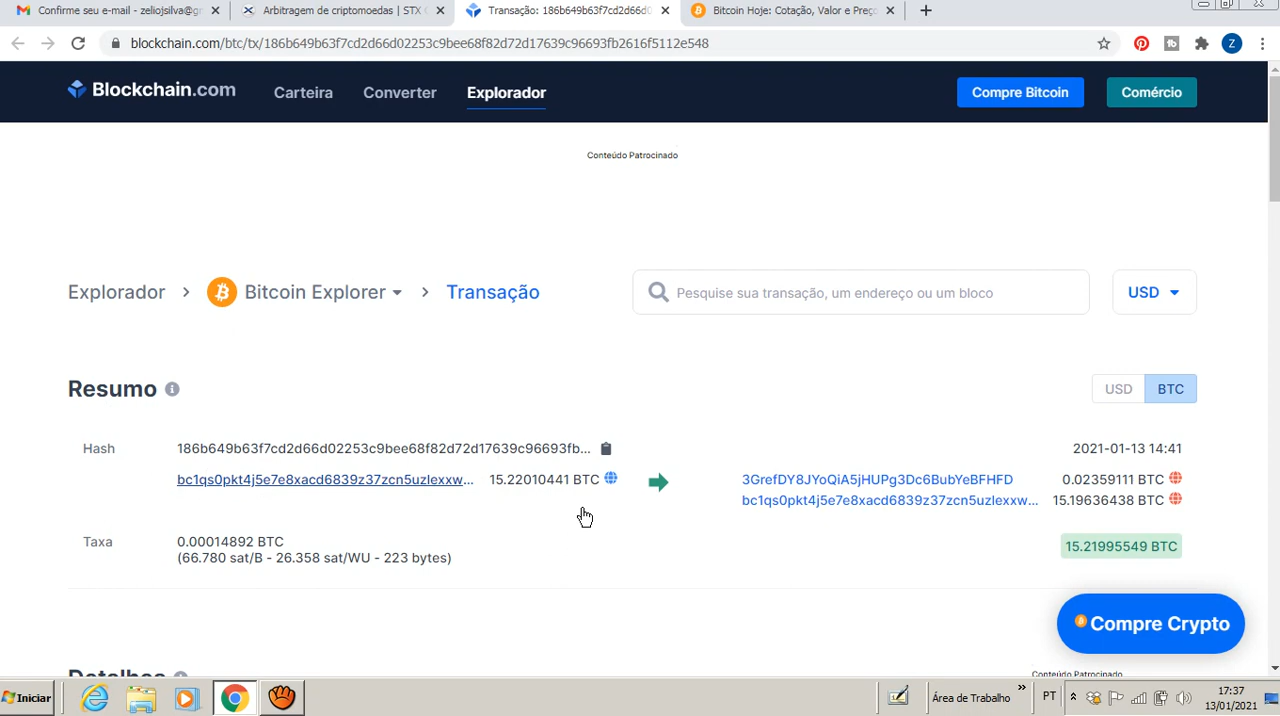 Confirme seu e-mail - zeliojsilva@gr
Arbitragem de criptomoedas | STX C
Transação: 186b649b63f7cd2d66d0
Bitcoin Hoje: Cotação, Valor e Preço
blockchain.com/btc/tx/186b649b63f7cd2d66d02253c9bee68f82d72d17639c96693fb2616f5112e548
Z
Blockchain.com
Carteira
Converter
Explorador
Compre Bitcoin
Comércio
Conteúdo Patrocinado
Explorador > Bitcoin Explorer > Transação
Pesquise sua transação, um endereço ou um bloco
USD
Resumo
USD BTC
Hash
186b649b63f7cd2d66d02253c9bee68f82d72d17639c96693fb...
2021-01-13 14:41
bc1qs0pkt4j5e7e8xacd6839z37zcn5uzlexxw...
15.22010441 BTC
3GrefDY8JYoQiA5jHUPg3Dc6BubYeBFHFD
0.02359111 BTC
bc1qs0pkt4j5e7e8xacd6839z37zcn5uzlexxw...
15.19636438 BTC
Taxa
0.00014892 BTC
(66.780 sat/B - 26.358 sat/WU - 223 bytes)
15.21995549 BTC
Compre Crypto
Detalhes
Conteúdo Patrocinado
Iniciar
Área de Trabalho
PT
17:37
13/01/2021